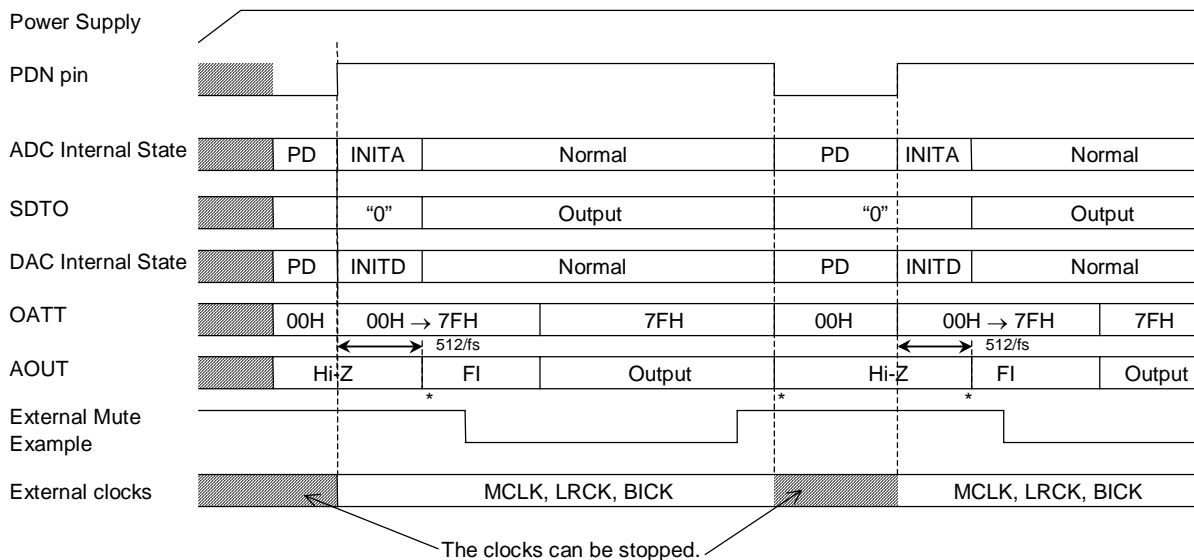 Power Supply
PDN pin
ADC Internal State PD INITA Normal PD INITA Normal
SDTO “0” Output “0” Output
DAC Internal State PD INITD Normal PD INITD Normal
OATT 00H 00H → 7FH 7FH 00H 00H → 7FH 7FH
512/fs 512/fs
AOUT Hi-Z FI Output Hi-Z FI Output
* * *
External Mute
Example
External clocks MCLK, LRCK, BICK MCLK, LRCK, BICK
The clocks can be stopped.